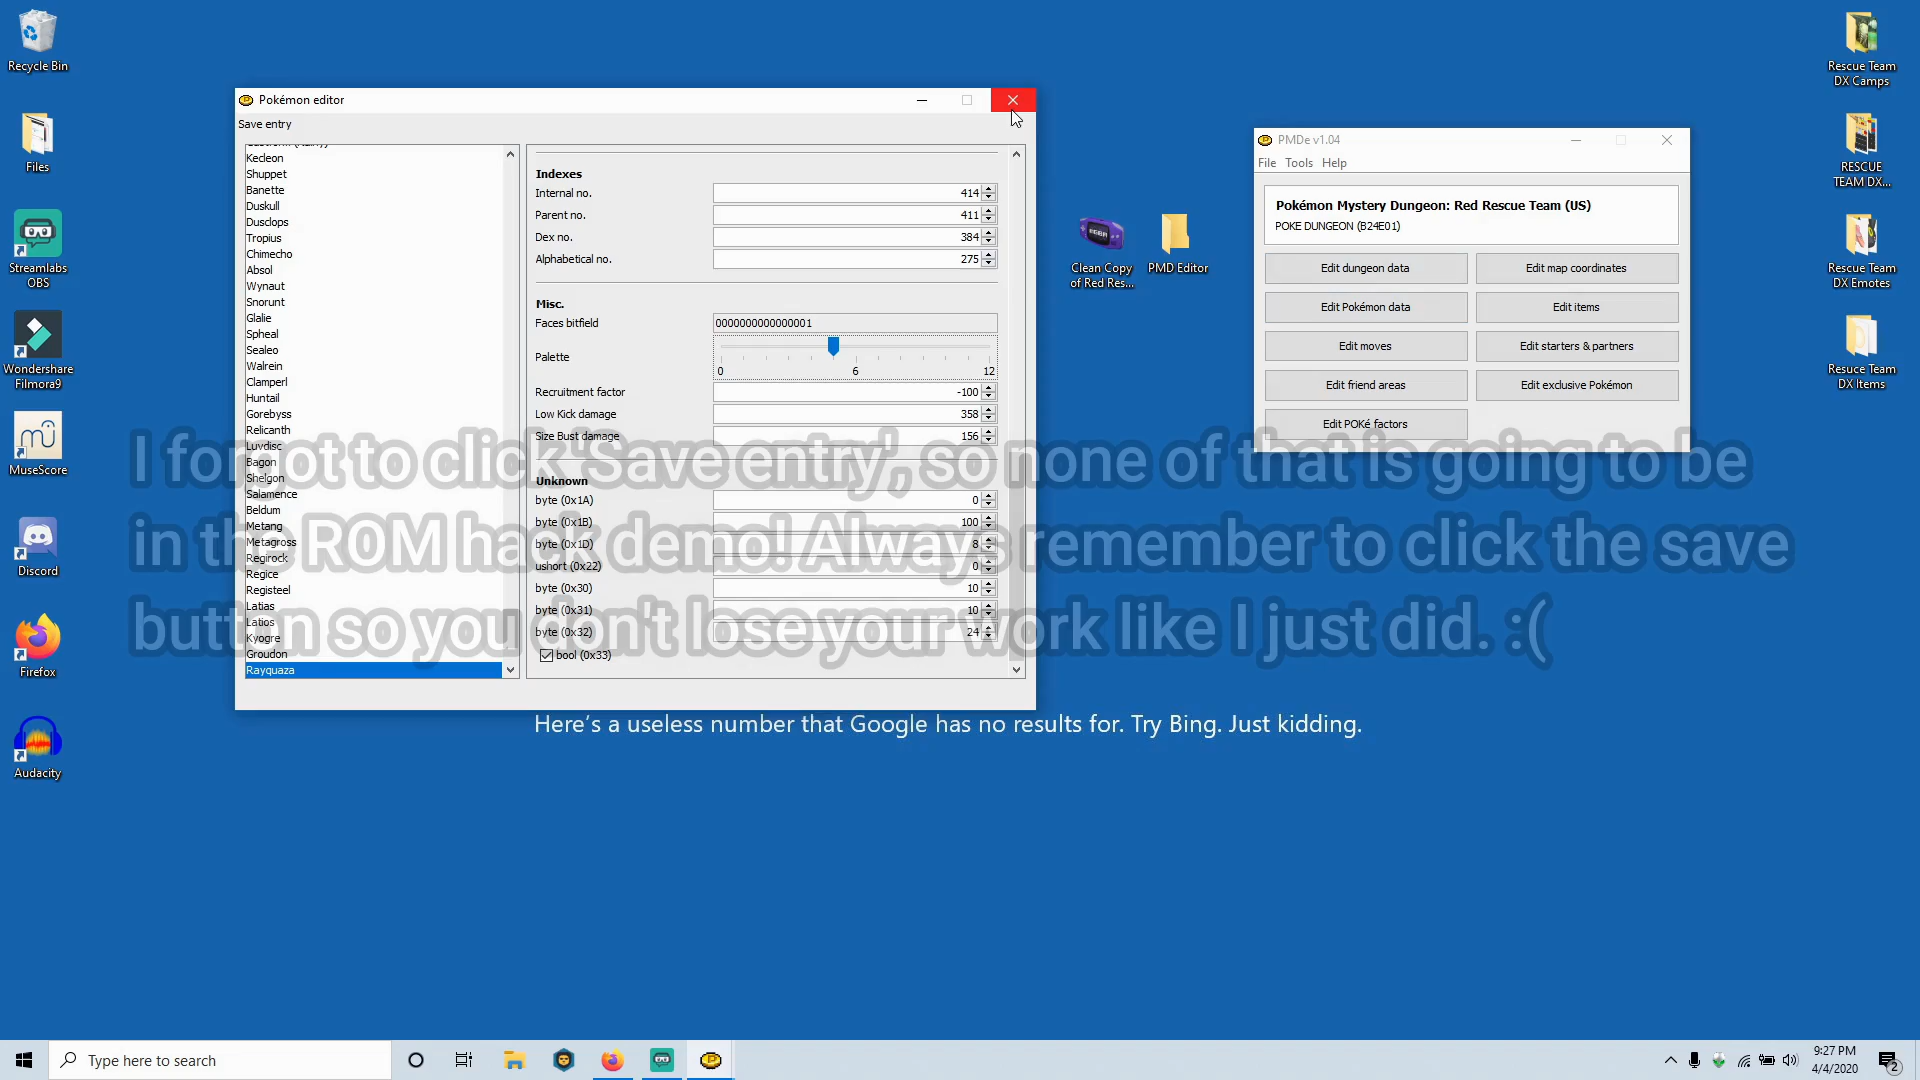 Recycle Bin
Files
Streamlabs
OBS
Wondershare
Filmora9
MuseScore
Discord
Firefox
Audacity
Pokémon editor
Save entry
Kecleon
Shuppet
Banette
Duskull
Dusclops
Tropius
Chimecho
Absol
Wynaut
Snorunt
Glalie
Spheal
Sealeo
Walrein
Clamperl
Huntail
Gorebyss
Relicanth
Luvdisc
Bagon
Shelgon
Salamence
Beldum
Metang
Metagross
Regirock
Regice
Registeel
Latias
Latios
Kyogre
Groudon
Rayquaza
Indexes
Internal no. 414
Parent no. 411
Dex no. 384
Alphabetical no. 275
Misc.
Faces bitfield 0000000000000001
Palette
0 6 12
Recruitment factor -100
Low Kick damage 358
Size Bust damage 156
Unknown
byte (0x1A) 0
byte (0x1B) 100
byte (0x1D) 8
ushort (0x22) 0
byte (0x30) 10
byte (0x31) 10
byte (0x32) 24
bool (0x33)
I forgot to click 'Save entry', so none of that is going to be
in the ROM hack demo! Always remember to click the save
button so you don't lose your work like I just did. :(
Here's a useless number that Google has no results for. Try Bing. Just kidding.
Clean Copy
of Red Res...
PMD Editor
PMDe v1.04
File Tools Help
Pokémon Mystery Dungeon: Red Rescue Team (US)
POKE DUNGEON (B24E01)
Edit dungeon data Edit map coordinates
Edit Pokémon data Edit items
Edit moves Edit starters & partners
Edit friend areas Edit exclusive Pokémon
Edit POKé factors
Rescue Team
DX Camps
RESCUE
TEAM DX...
Rescue Team
DX Emotes
Resuce Team
DX Items
Type here to search
9:27 PM
4/4/2020
2